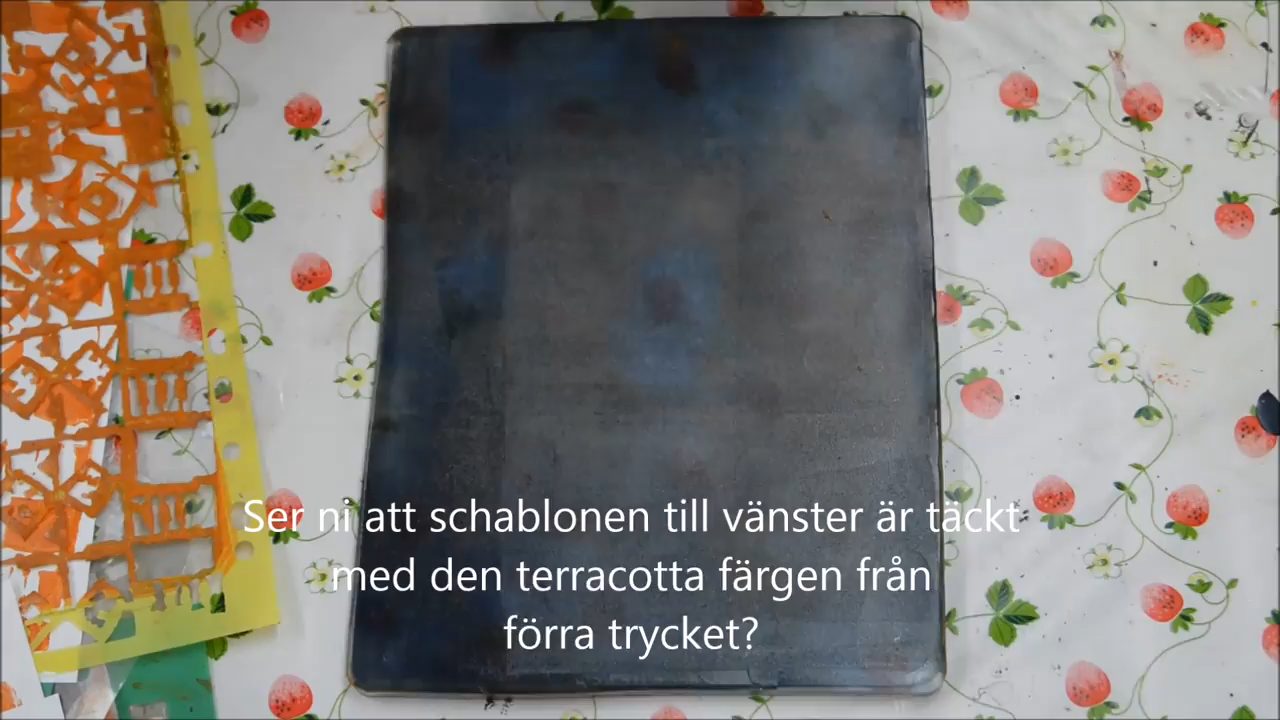 Ser ni att schablonen till vänster är täckt
med den terracotta färgen från
förra trycket?